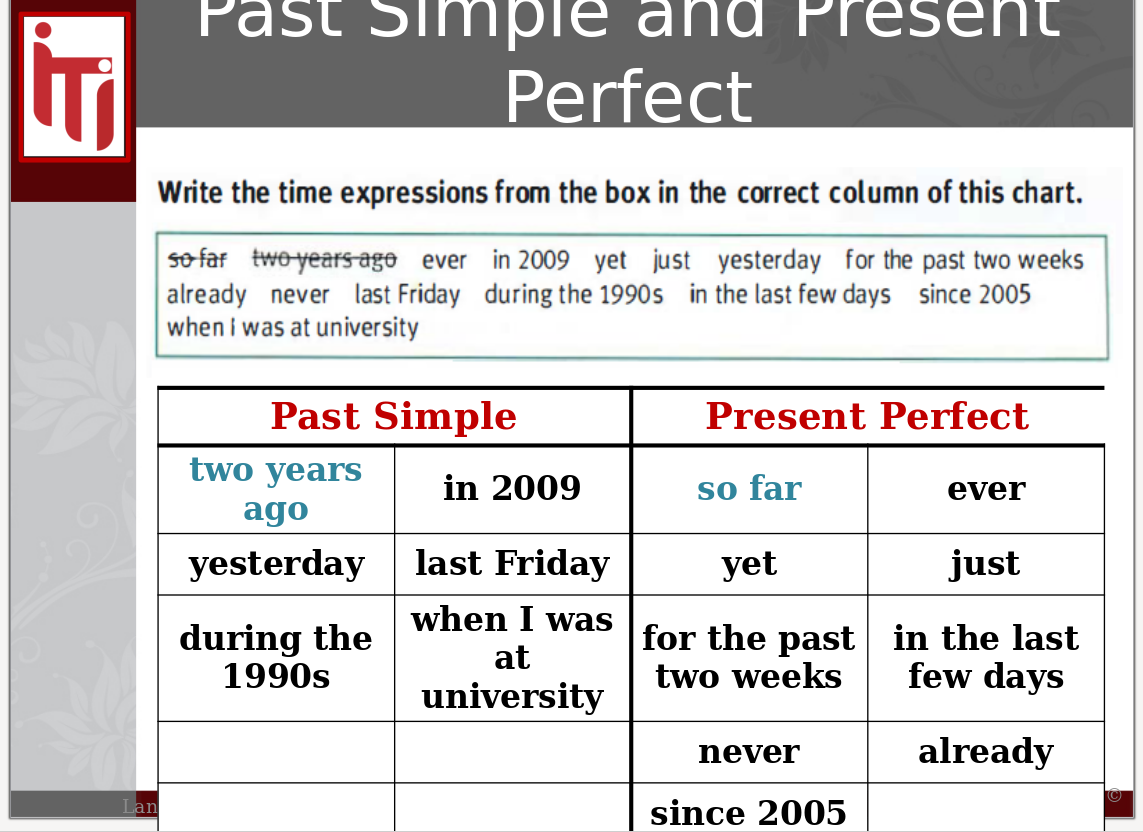 Past Simple and Present
Perfect
Write the time expressions from the box in the correct column of this chart.
so far two years ago ever in 2009 yet just yesterday for the past two weeks
already never last Friday during the 1990s in the last few days since 2005
when I was at university
Past Simple Present Perfect
two years
ago
in 2009
so far
ever
yesterday
last Friday
yet
just
during the
1990s
when I was
at
university
for the past
two weeks
in the last
few days
never
already
since 2005
Lan
©